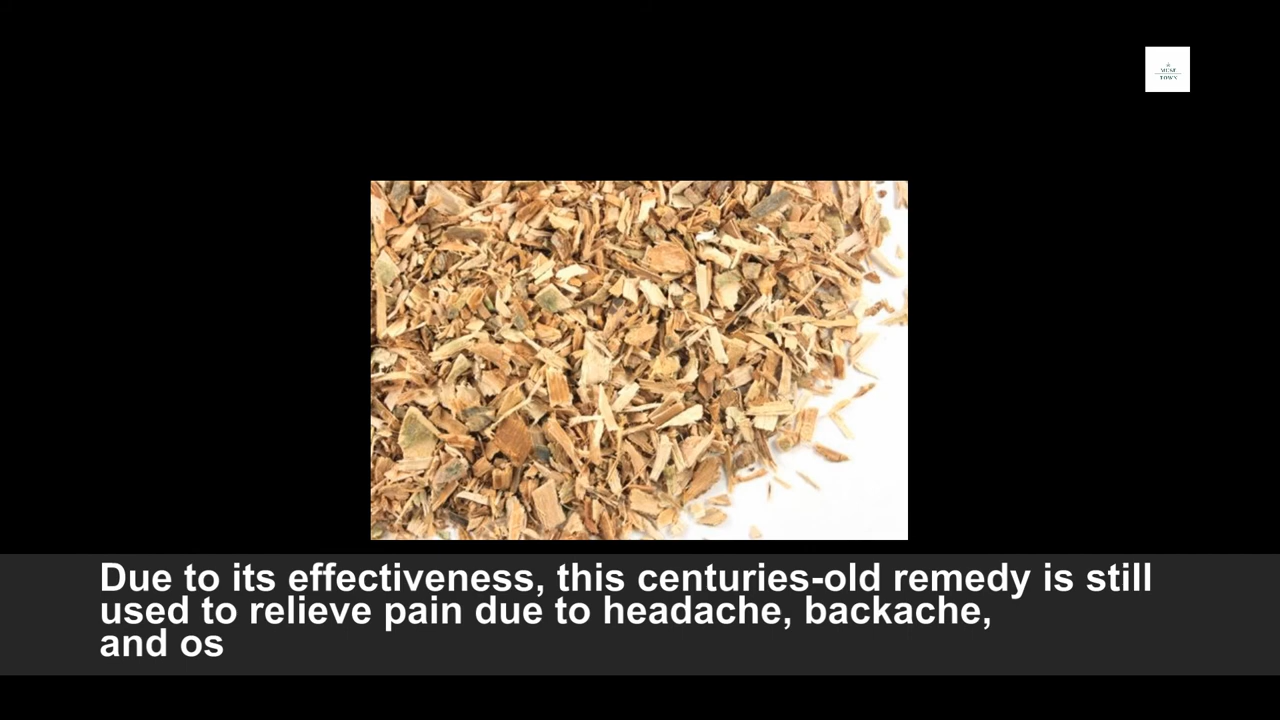 TOWN
Due to its effectiveness, this centuries-old remedy is still
used to relieve pain due to headache, backache,
and os